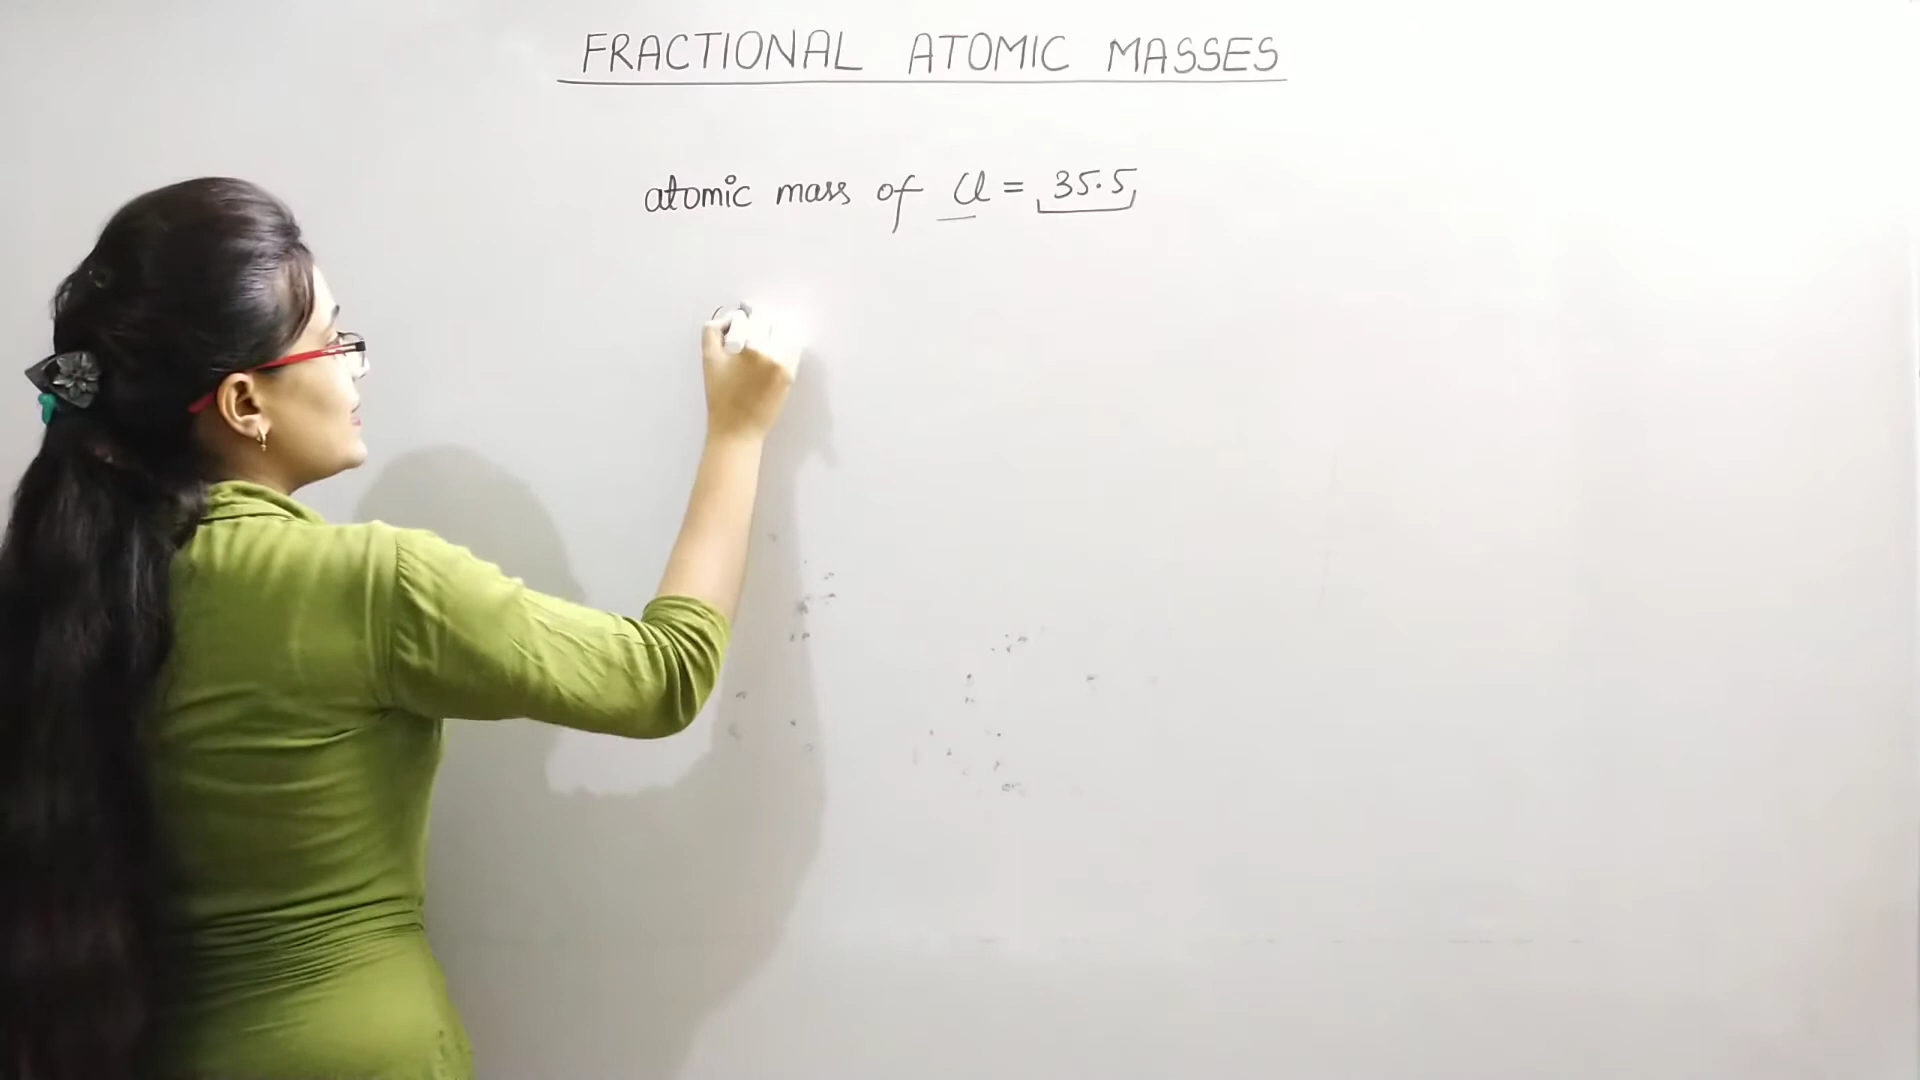 FRACTIONAL ATOMIC MASSES
atomic mass of Cl = 35.5